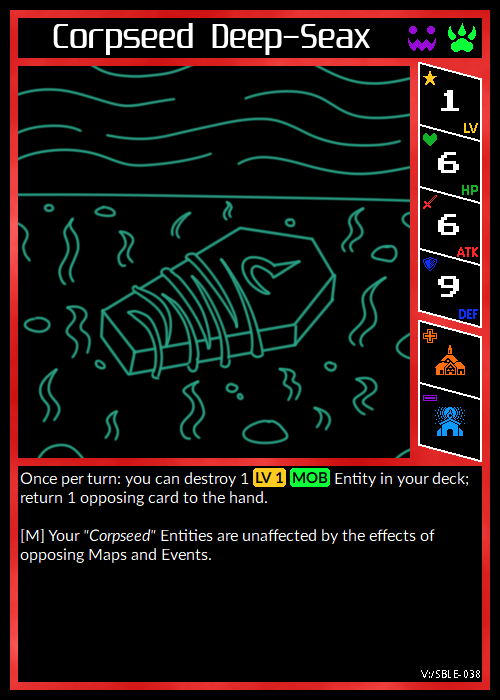 Corpseed Deep-Seax
1
LV
6
HP
6
ATK
9
DEF
Once per turn: you can destroy 1 LV 1 MOB Entity in your deck;
return 1 opposing card to the hand.
[M] Your "Corpseed" Entities are unaffected by the effects of
opposing Maps and Events.
V:/SBLE-038